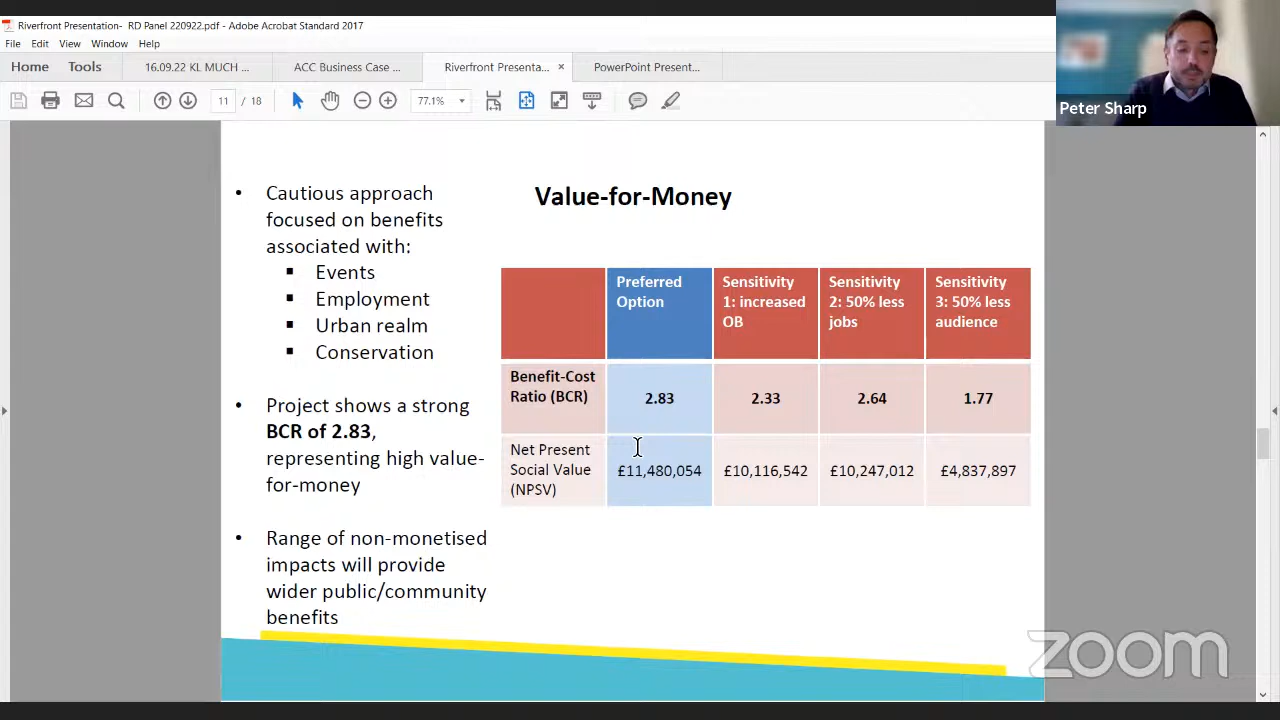 Riverfront Presentation- RD Panel 220922.pdf - Adobe Acrobat Standard 2017
File Edit View Window Help
Home Tools 16.09.22 KL MUCH ... ACC Business Case ... Riverfront Presenta... × PowerPoint Present...
11 / 18 77.1%
Peter Sharp
Value-for-Money
• Cautious approach
focused on benefits
associated with:
▪ Events
▪ Employment
▪ Urban realm
▪ Conservation
• Project shows a strong
BCR of 2.83,
representing high value-
for-money
• Range of non-monetised
impacts will provide
wider public/community
benefits
Preferred
Option
Sensitivity
1: increased
OB
Sensitivity
2: 50% less
jobs
Sensitivity
3: 50% less
audience
Benefit-Cost
Ratio (BCR)
2.83 2.33 2.64 1.77
Net Present
Social Value
(NPSV)
£11,480,054 £10,116,542 £10,247,012 £4,837,897
zoom